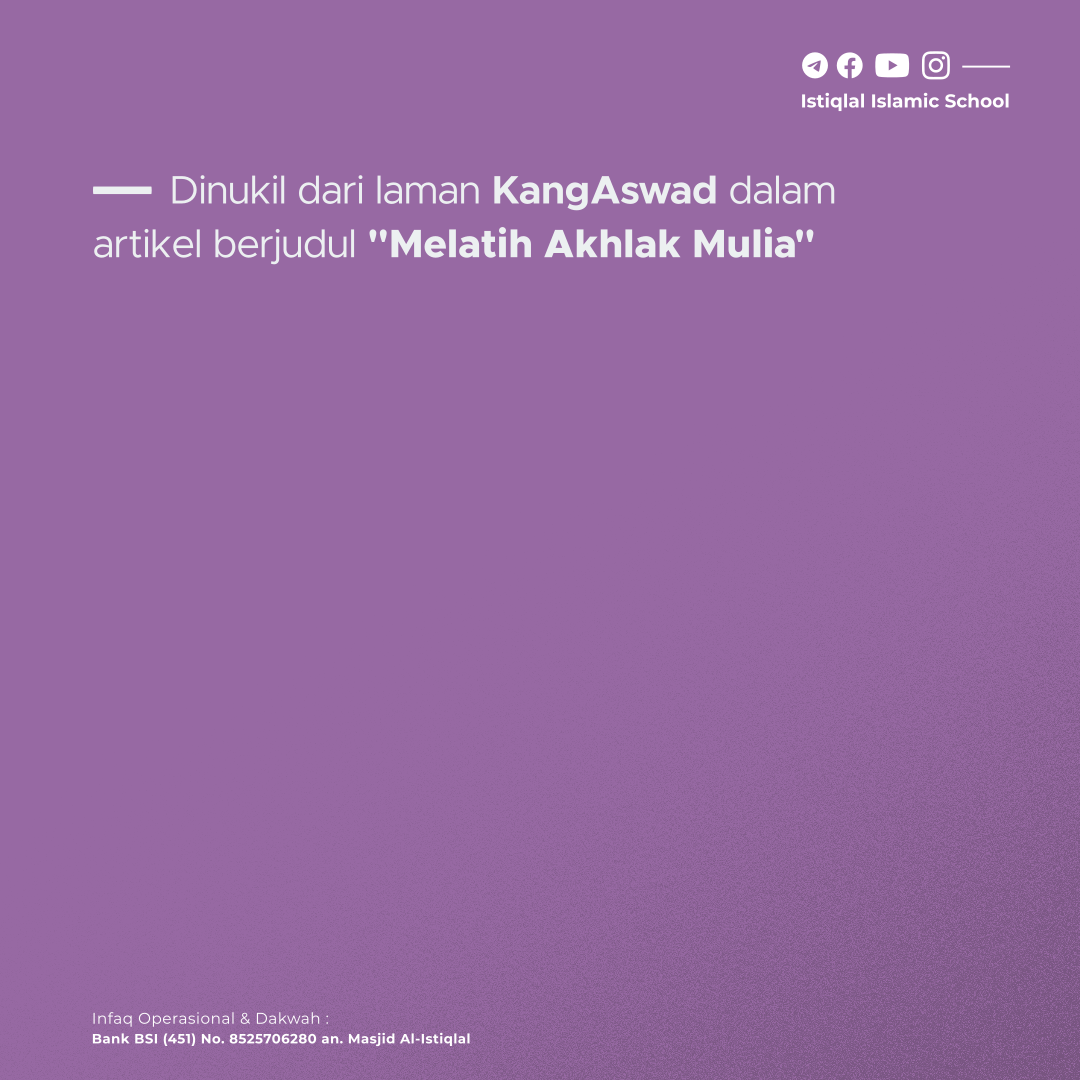 Istiqlal Islamic School
Dinukil dari laman KangAswad dalam
artikel berjudul "Melatih Akhlak Mulia"
Infaq Operasional & Dakwah :
Bank BSI (451) No. 8525706280 an. Masjid Al-Istiqlal